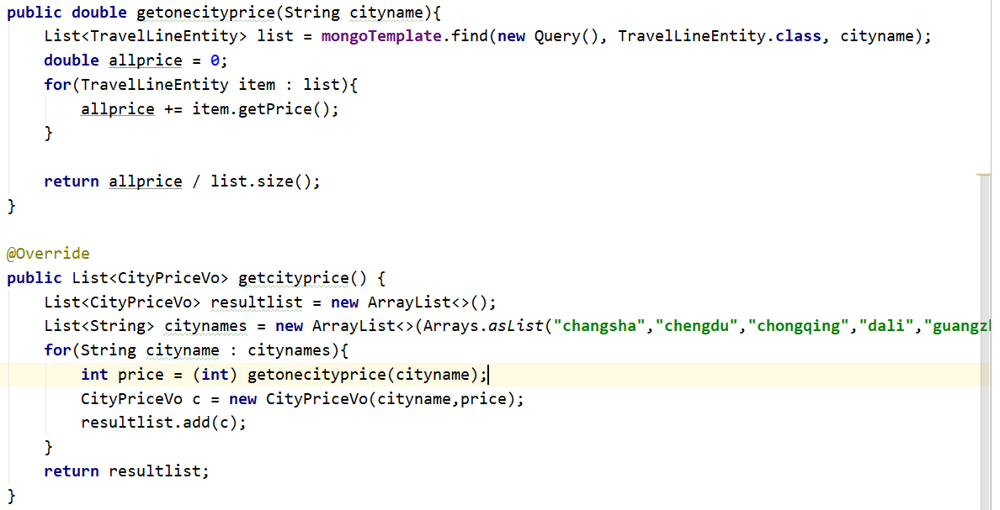 public double getonecityprice(String cityname){
List<TravelLineEntity> list = mongoTemplate.find(new Query(), TravelLineEntity.class, cityname);
double allprice = 0;
for(TravelLineEntity item : list){
allprice += item.getPrice();
}
return allprice / list.size();
}
@Override
public List<CityPriceVo> getcityprice() {
List<CityPriceVo> resultlist = new ArrayList<>();
List<String> citynames = new ArrayList<>(Arrays.asList("changsha","chengdu","chongqing","dali","
for(String cityname : citynames){
int price = (int) getonecityprice(cityname);
CityPriceVo c = new CityPriceVo(cityname,price);
resultlist.add(c);
}
return resultlist;
}